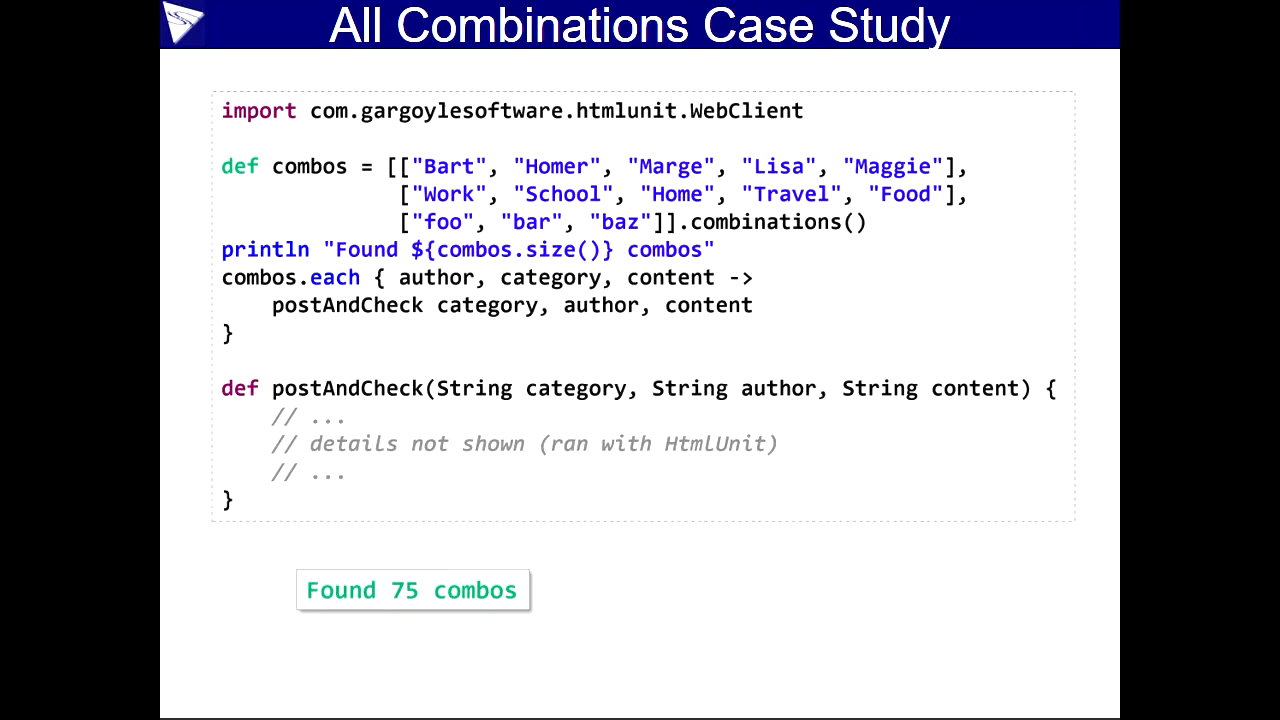 All Combinations Case Study
import com.gargoylesoftware.htmlunit.WebClient
def combos = [["Bart", "Homer", "Marge", "Lisa", "Maggie"],
["Work", "School", "Home", "Travel", "Food"],
["foo", "bar", "baz"]].combinations()
println "Found ${combos.size()} combos"
combos.each { author, category, content ->
postAndCheck category, author, content
}
def postAndCheck(String category, String author, String content) {
// ...
// details not shown (ran with HtmlUnit)
// ...
}
Found 75 combos